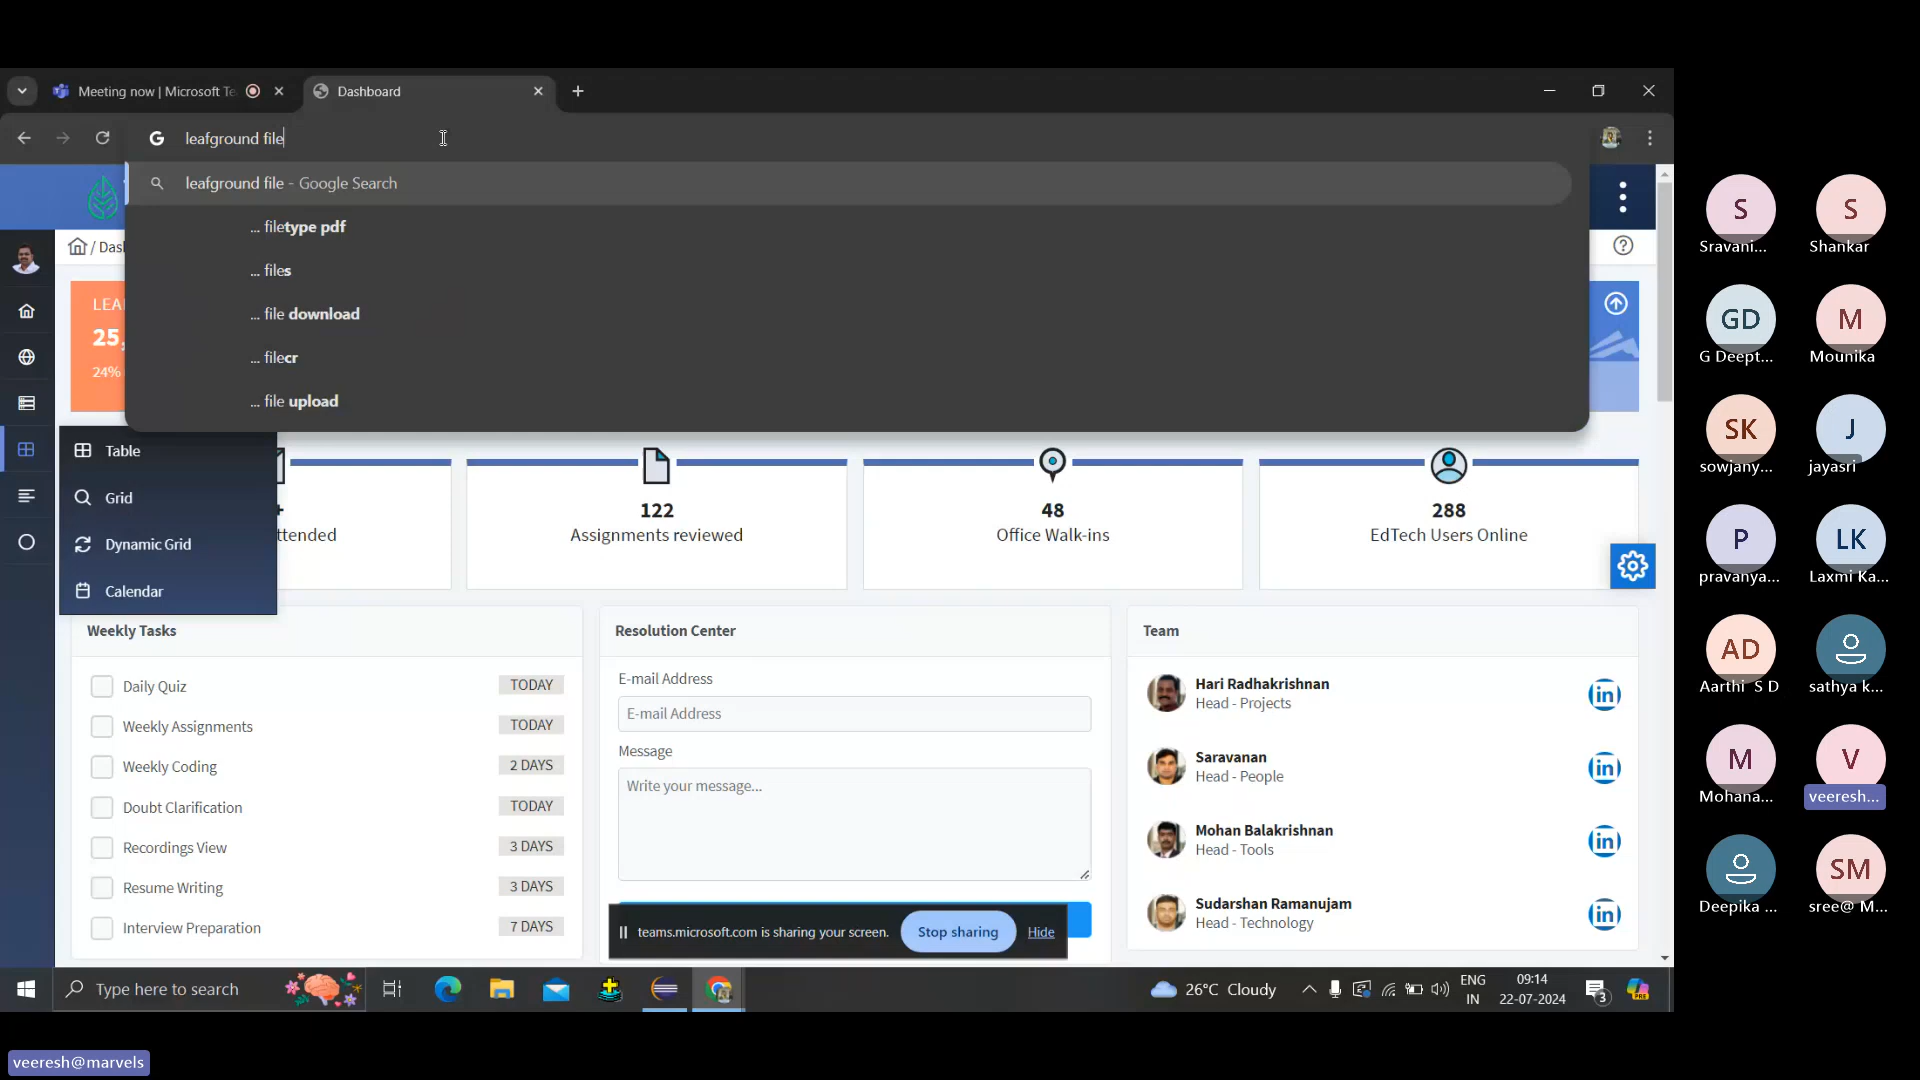 Meeting now | Microsoft Te
Dashboard
leafground file
leafground file - Google Search
... filetype pdf
... files
... file download
... filecr
... file upload
/ Dash
LEA
25,
24%
Table
Grid
Dynamic Grid
Calendar
ttended
122
Assignments reviewed
48
Office Walk-ins
288
EdTech Users Online
Weekly Tasks
Daily Quiz TODAY
Weekly Assignments TODAY
Weekly Coding 2 DAYS
Doubt Clarification TODAY
Recordings View 3 DAYS
Resume Writing 3 DAYS
Interview Preparation 7 DAYS
Resolution Center
E-mail Address
E-mail Address
Message
Write your message...
Team
Hari Radhakrishnan
Head - Projects
Saravanan
Head - People
Mohan Balakrishnan
Head - Tools
Sudarshan Ramanujam
Head - Technology
teams.microsoft.com is sharing your screen. Stop sharing Hide
Type here to search
26°C Cloudy
ENG
IN
09:14
22-07-2024
3
PRE
S
Sravani...
S
Shankar
GD
G Deept...
M
Mounika
SK
sowjany...
J
jayasri
P
pravanya...
LK
Laxmi Ka...
AD
Aarthi S D
sathya k...
M
Mohana...
V
veeresh...
Deepika ...
SM
sree@ M...
veeresh@marvels